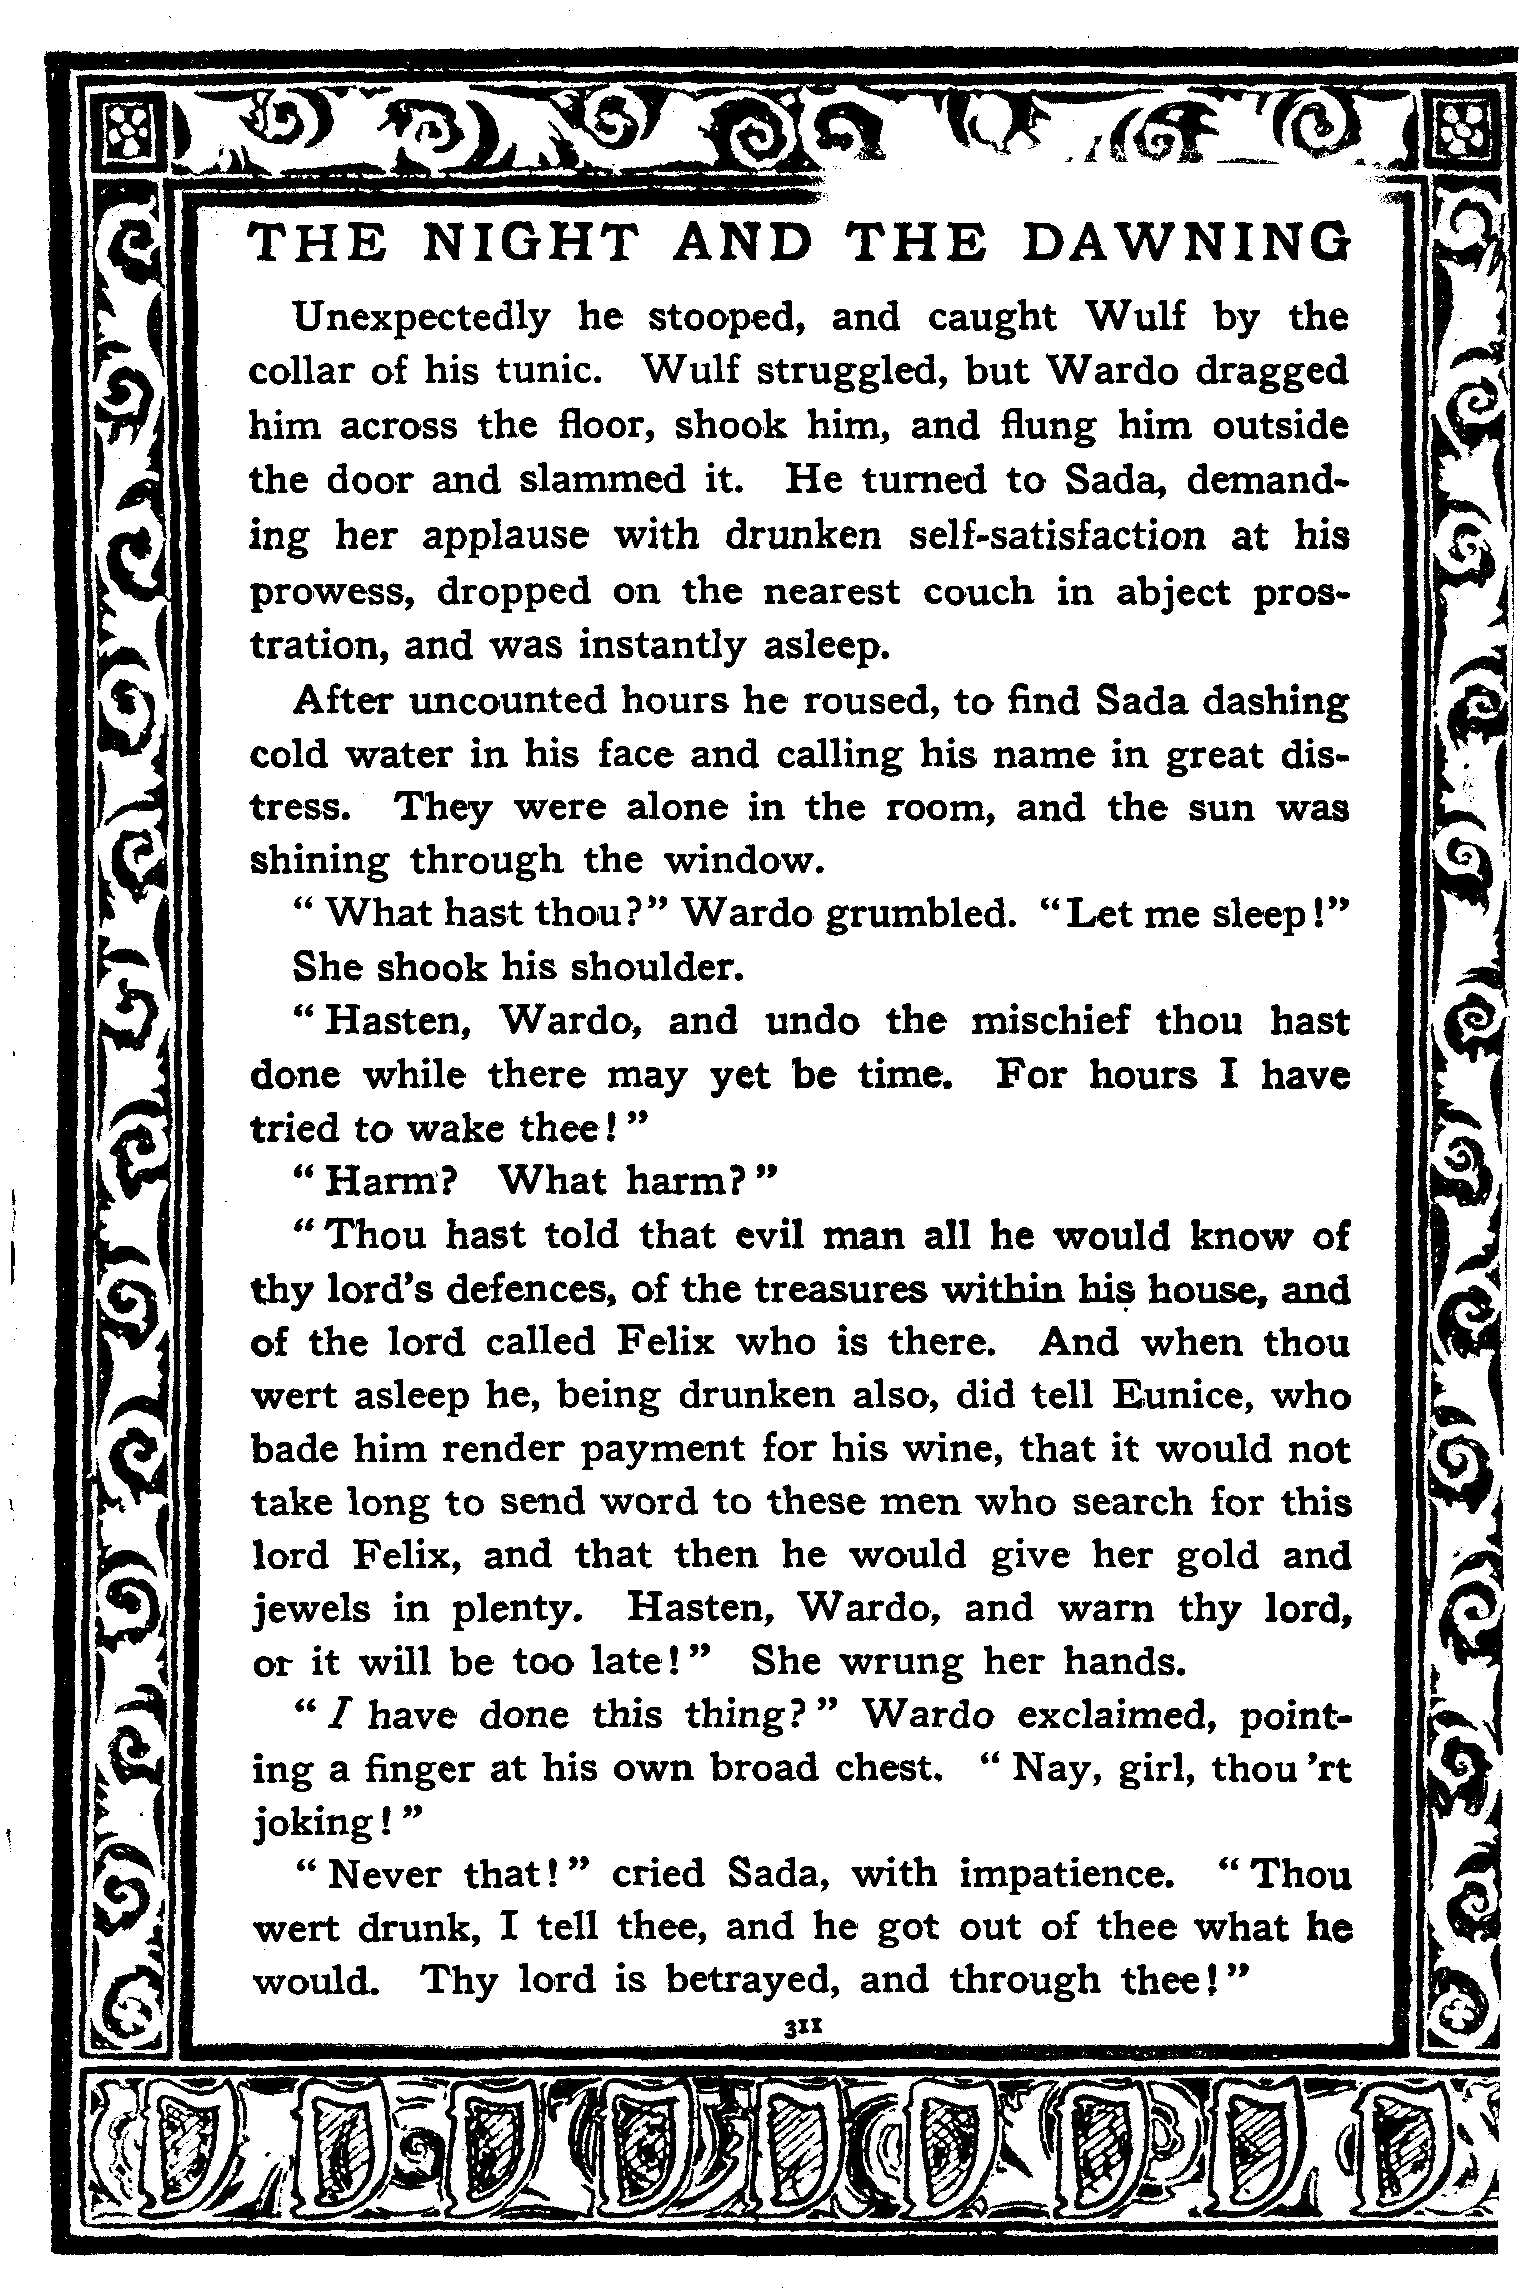 THE NIGHT AND THE DAWNING
Unexpectedly he stooped, and caught Wulf by the
collar of his tunic. Wulf struggled, but Wardo dragged
him across the floor, shook him, and flung him outside
the door and slammed it. He turned to Sada, demand-
ing her applause with drunken self-satisfaction at his
prowess, dropped on the nearest couch in abject pros-
tration, and was instantly asleep.
After uncounted hours he roused, to find Sada dashing
cold water in his face and calling his name in great dis-
tress. They were alone in the room, and the sun was
shining through the window.
“What hast thou?” Wardo grumbled. “Let me sleep!”
She shook his shoulder.
“Hasten, Wardo, and undo the mischief thou hast
done while there may yet be time. For hours I have
tried to wake thee!”
“Harm? What harm?”
“Thou hast told that evil man all he would know of
thy lord’s defences, of the treasures within his house, and
of the lord called Felix who is there. And when thou
wert asleep he, being drunken also, did tell Eunice, who
bade him render payment for his wine, that it would not
take long to send word to these men who search for this
lord Felix, and that then he would give her gold and
jewels in plenty. Hasten, Wardo, and warn thy lord,
or it will be too late!” She wrung her hands.
“I have done this thing?” Wardo exclaimed, point-
ing a finger at his own broad chest. “Nay, girl, thou ’rt
joking!”
“Never that!” cried Sada, with impatience. “Thou
wert drunk, I tell thee, and he got out of thee what he
would. Thy lord is betrayed, and through thee!”
311